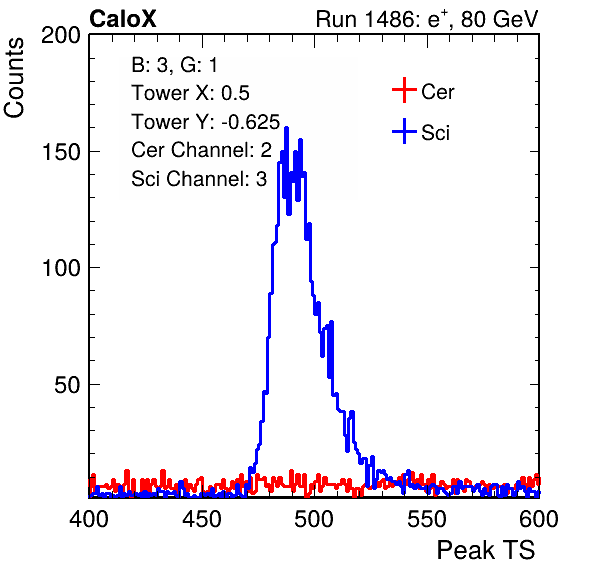 CaloX Run 1486: e⁺, 80 GeV
Counts
200
150
100
50
B: 3, G: 1
Tower X: 0.5
Tower Y: -0.625
Cer Channel: 2
Sci Channel: 3
Cer
Sci
400 450 500 550 600
Peak TS